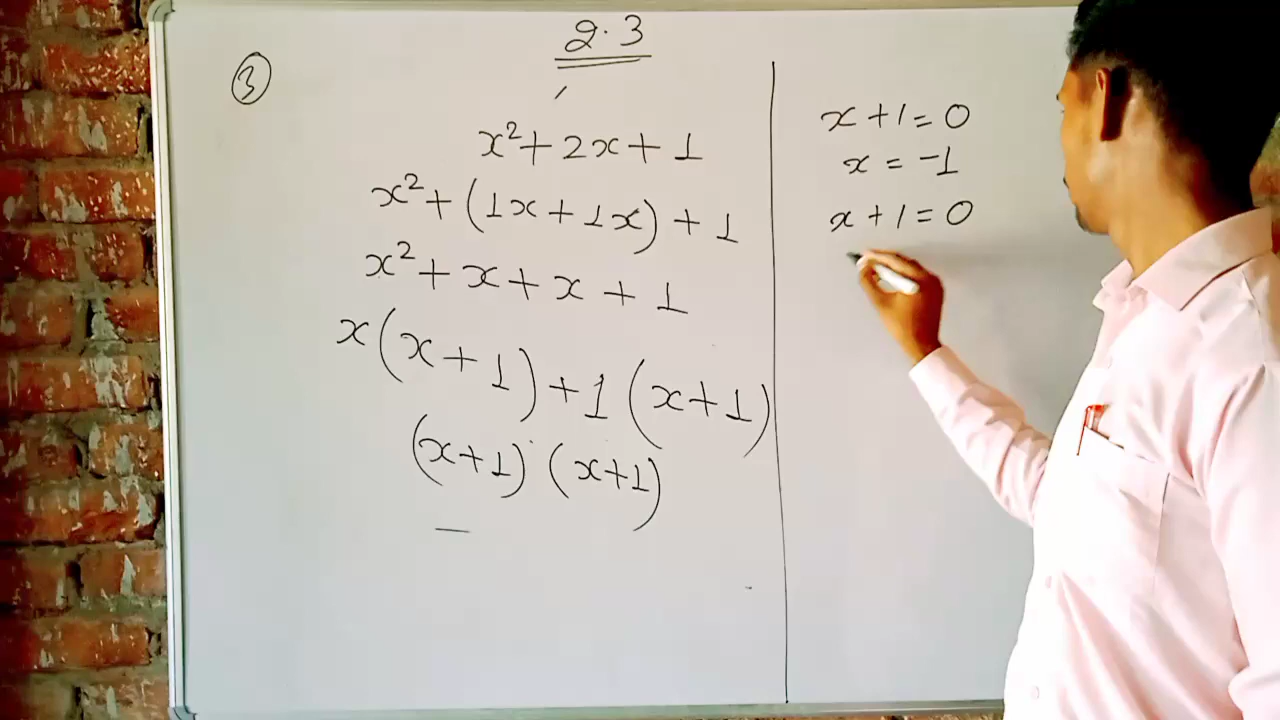 2.3
③
x²+2x+1
x²+(1x+1x)+1
x²+x+x+1
x(x+1)+1(x+1)
(x+1)(x+1)
x+1=0
x=-1
x+1=0